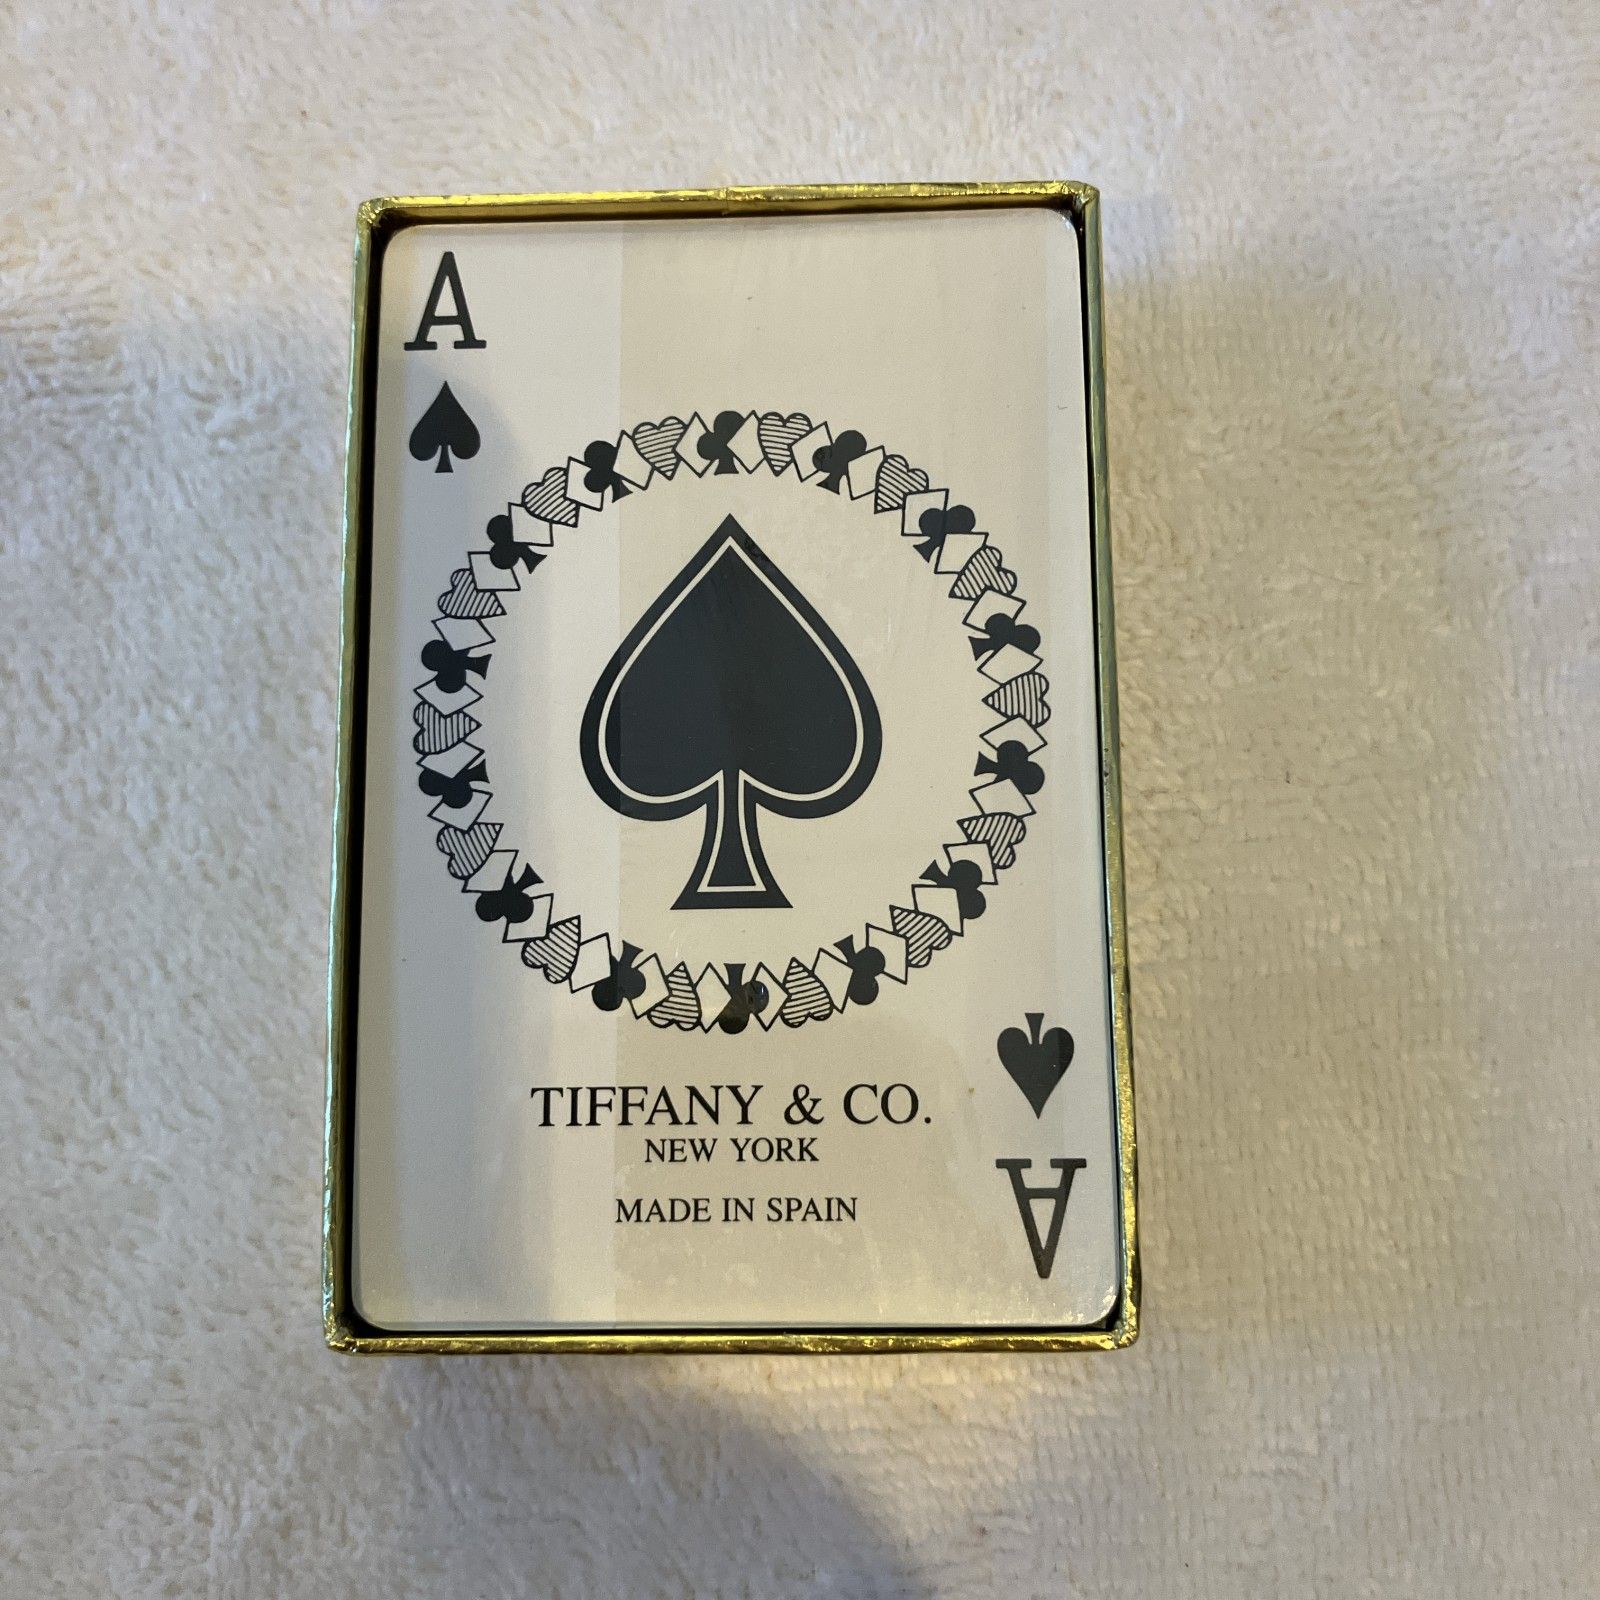 A
TIFFANY & CO.
NEW YORK
MADE IN SPAIN
A